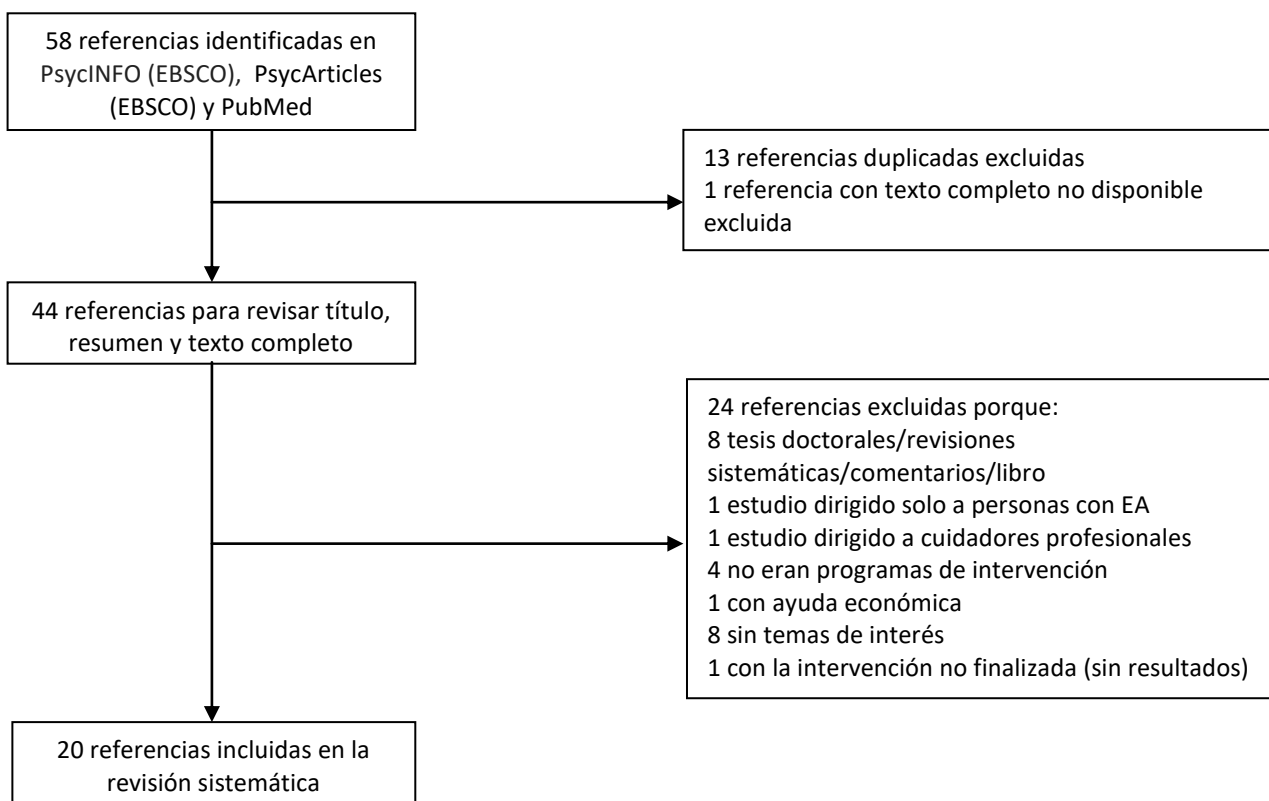 58 referencias identificadas en
PsycINFO (EBSCO), PsycArticles
(EBSCO) y PubMed
13 referencias duplicadas excluidas
1 referencia con texto completo no disponible
excluida
44 referencias para revisar título,
resumen y texto completo
24 referencias excluidas porque:
8 tesis doctorales/revisiones
sistemáticas/comentarios/libro
1 estudio dirigido solo a personas con EA
1 estudio dirigido a cuidadores profesionales
4 no eran programas de intervención
1 con ayuda económica
8 sin temas de interés
1 con la intervención no finalizada (sin resultados)
20 referencias incluidas en la
revisión sistemática